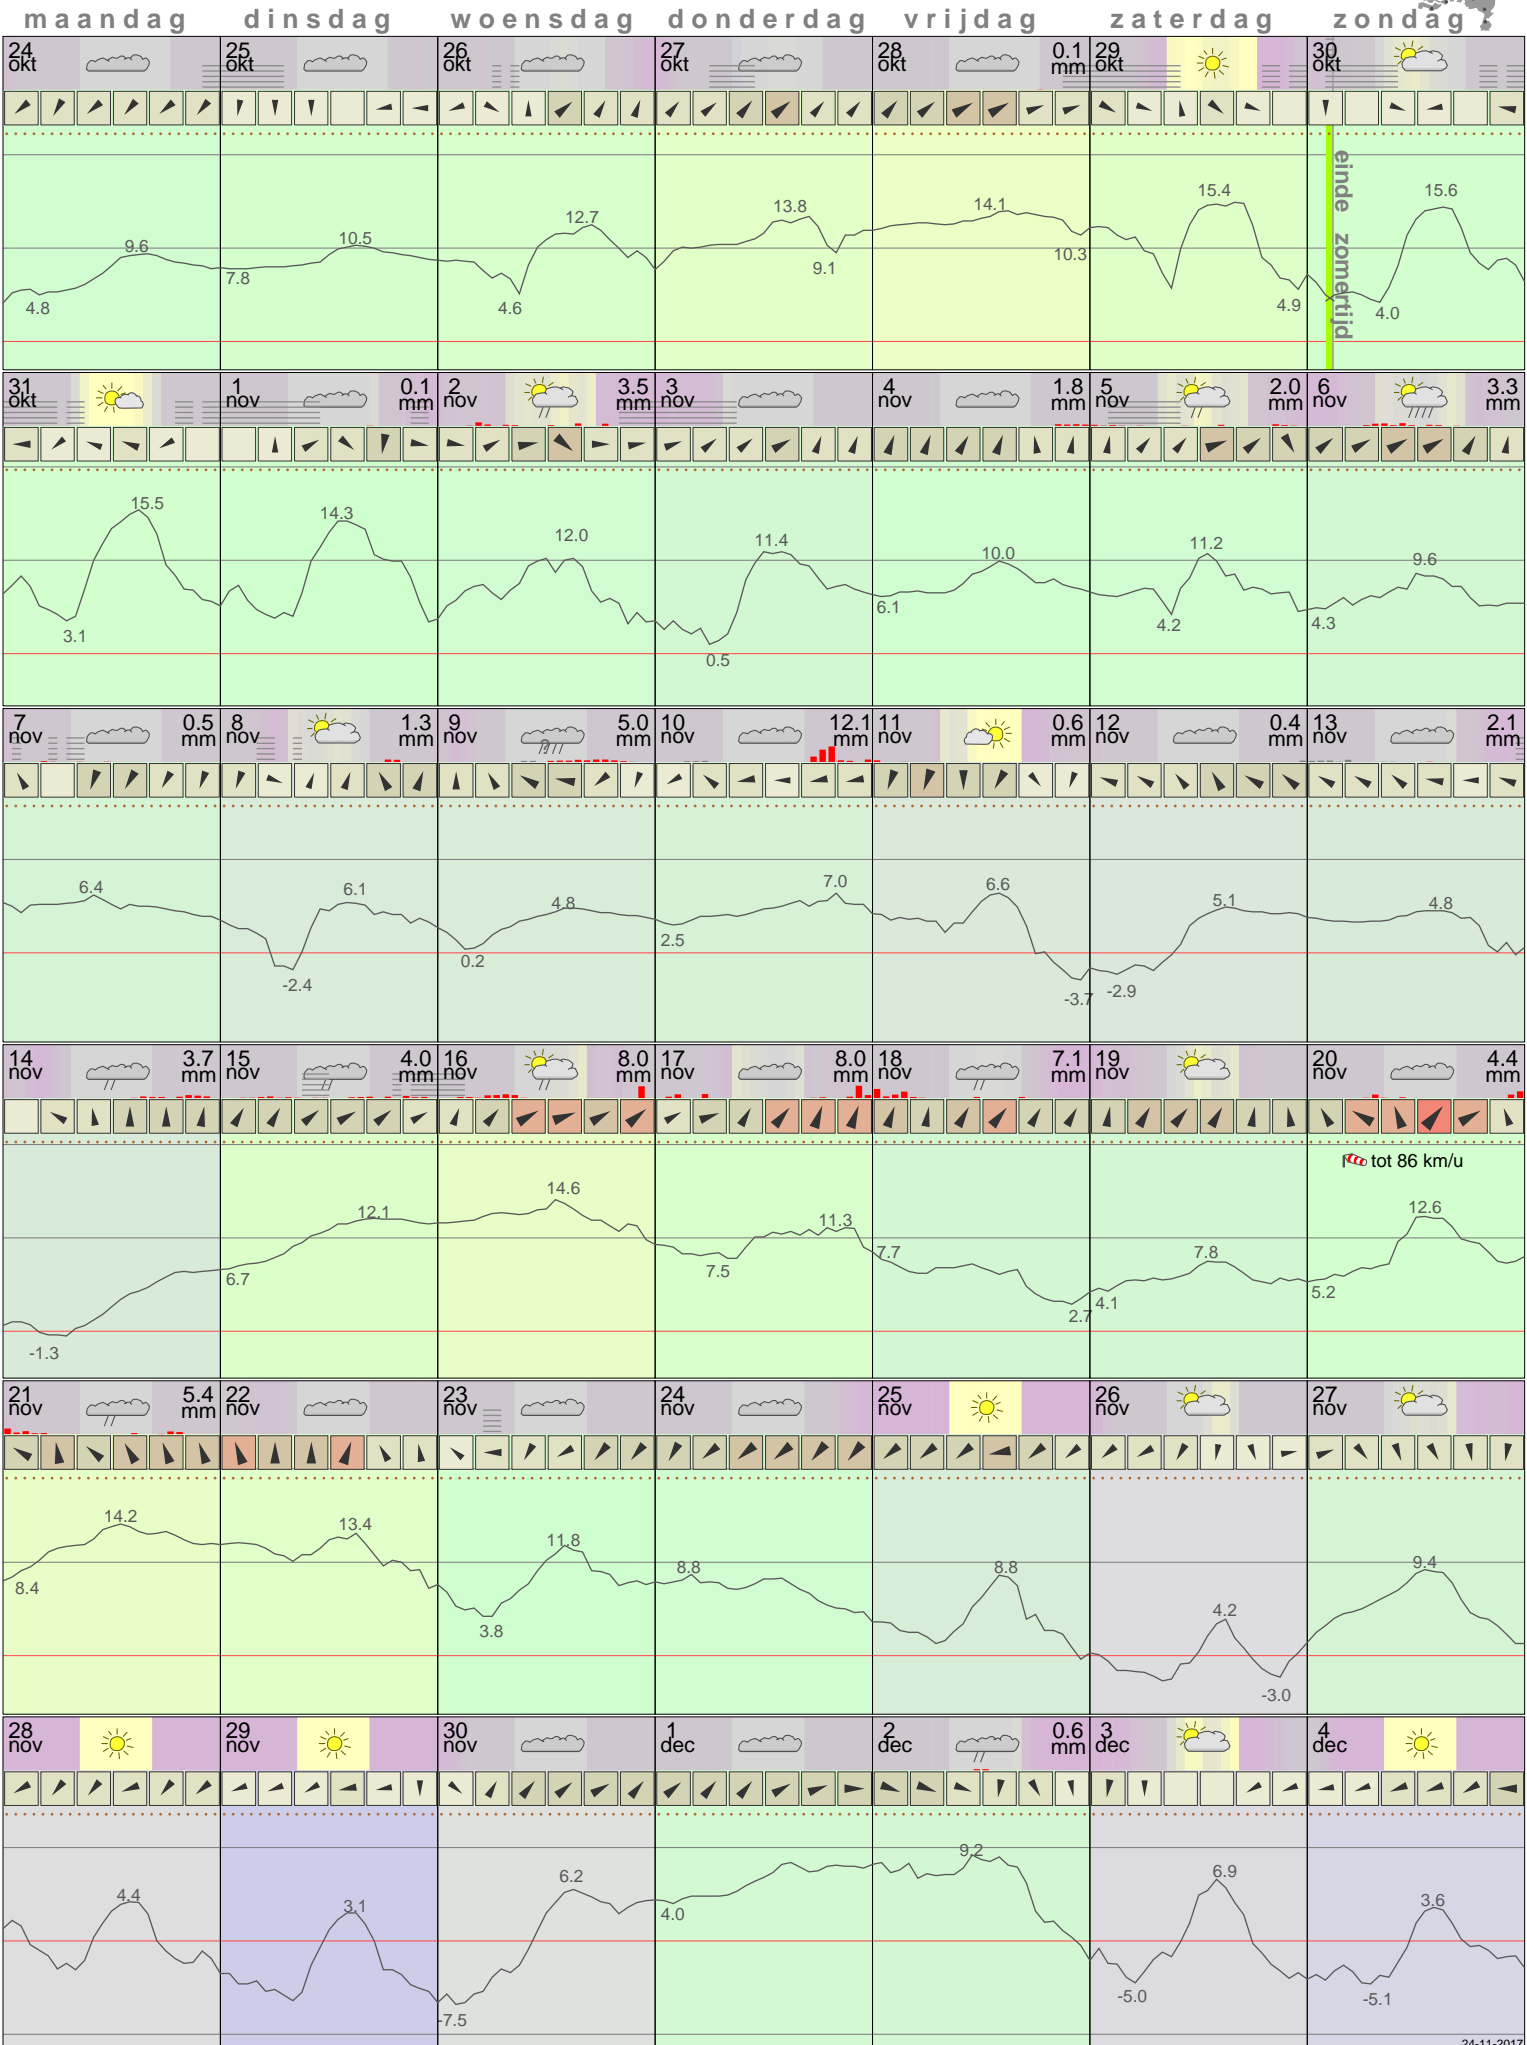 maandag dinsdag woensdag donderdag vrijdag zaterdag zondag
24 okt 25 okt 26 okt 27 okt 28 okt 0.1 mm 29 okt 30 okt
9.6 4.8 7.8 10.5 4.6 12.7 13.8 9.1 14.1 10.3 15.4 4.9 4.0 15.6
einde zomertijd
31 okt 1 nov 0.1 mm 2 nov 3.5 mm 3 nov 4 nov 1.8 mm 5 nov 2.0 mm 6 nov 3.3 mm
3.1 15.5 14.3 12.0 0.5 11.4 6.1 10.0 4.2 11.2 4.3 9.6
7 nov 0.5 mm 8 nov 1.3 mm 9 nov 5.0 mm 10 nov 12.1 mm 11 nov 0.6 mm 12 nov 0.4 mm 13 nov 2.1 mm
6.4 -2.4 6.1 0.2 4.8 2.5 7.0 6.6 -3.7 -2.9 5.1 4.8
14 nov 3.7 mm 15 nov 4.0 mm 16 nov 8.0 mm 17 nov 8.0 mm 18 nov 7.1 mm 19 nov 20 nov 4.4 mm
tot 86 km/u
-1.3 6.7 12.1 14.6 7.5 11.3 7.7 2.7 4.1 7.8 5.2 12.6
21 nov 5.4 mm 22 nov 23 nov 24 nov 25 nov 26 nov 27 nov
8.4 14.2 13.4 3.8 11.8 8.8 8.8 4.2 -3.0 9.4
28 nov 29 nov 30 nov 1 dec 2 dec 0.6 mm 3 dec 4 dec
4.4 3.1 -7.5 6.2 4.0 9.2 -5.0 6.9 -5.1 3.6
24-11-2017